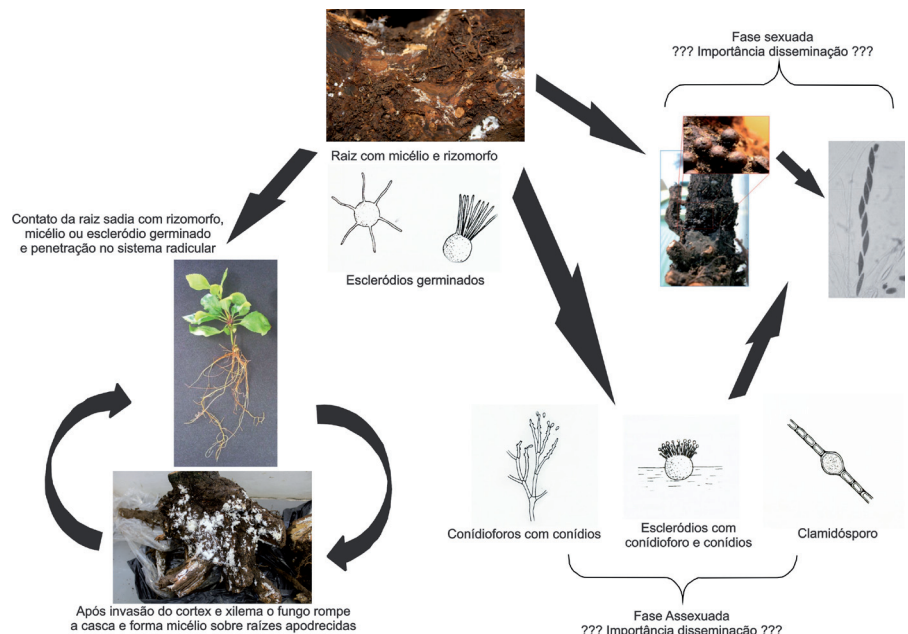 Fase sexuada
??? Importância disseminação ???
Raiz com micélio e rizomorfo
Contato da raiz sadia com rizomorfo,
micélio ou escleródio germinado
e penetração no sistema radicular
Escleródios germinados
Conídioforos com conídios
Escleródios com
conídioforo e conídios
Clamidósporo
Após invasão do cortex e xilema o fungo rompe
a casca e forma micélio sobre raízes apodrecidas
Fase Assexuada
??? Importância disseminação ???